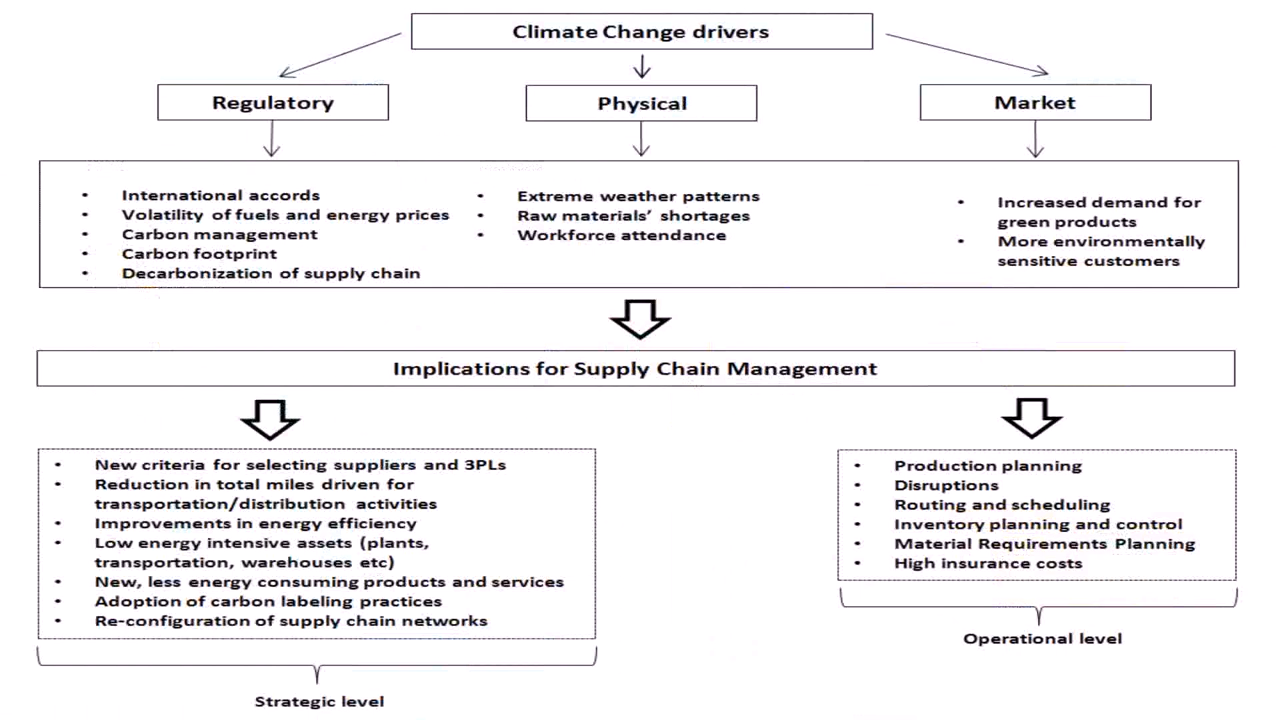 Climate Change drivers
Regulatory
Physical
Market
• International accords
• Volatility of fuels and energy prices
• Carbon management
• Carbon footprint
• Decarbonization of supply chain
• Extreme weather patterns
• Raw materials’ shortages
• Workforce attendance
• Increased demand for
green products
• More environmentally
sensitive customers
Implications for Supply Chain Management
• New criteria for selecting suppliers and 3PLs
• Reduction in total miles driven for
transportation/distribution activities
• Improvements in energy efficiency
• Low energy intensive assets (plants,
transportation, warehouses etc)
• New, less energy consuming products and services
• Adoption of carbon labeling practices
• Re-configuration of supply chain networks
Strategic level
• Production planning
• Disruptions
• Routing and scheduling
• Inventory planning and control
• Material Requirements Planning
• High insurance costs
Operational level